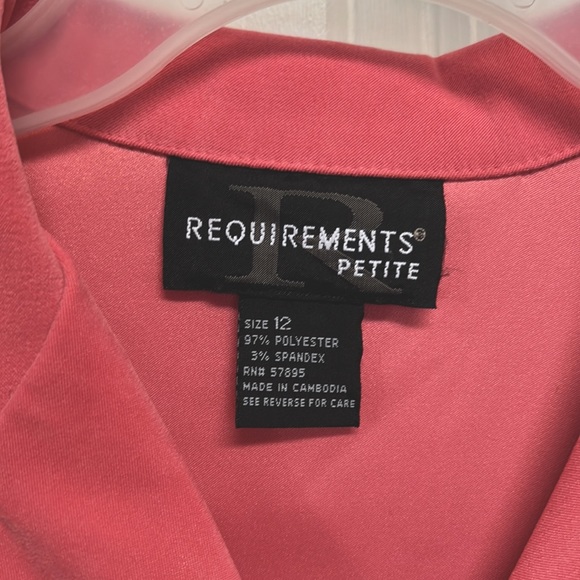 REQUIREMENTS®
PETITE
SIZE 12
97% POLYESTER
3% SPANDEX
RN# 57895
MADE IN CAMBODIA
SEE REVERSE FOR CARE